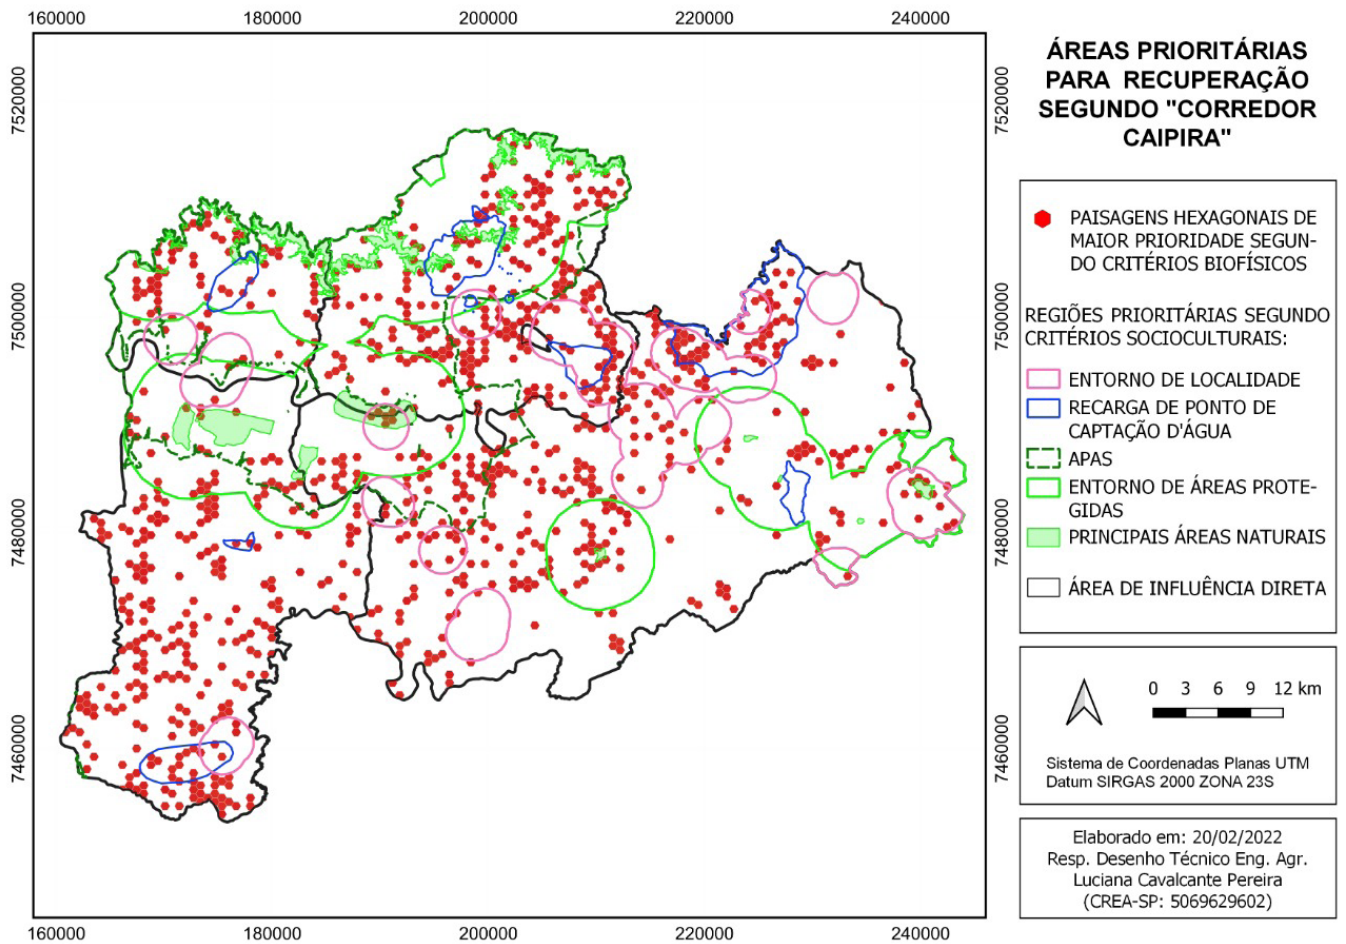 160000
180000
200000
220000
240000
7520000
7500000
7480000
7460000
7520000
7500000
7480000
7460000
160000
180000
200000
220000
240000
ÁREAS PRIORITÁRIAS
PARA RECUPERAÇÃO
SEGUNDO "CORREDOR
CAIPIRA"
PAISAGENS HEXAGONAIS DE
MAIOR PRIORIDADE SEGUN-
DO CRITÉRIOS BIOFÍSICOS
REGIÕES PRIORITÁRIAS SEGUNDO
CRITÉRIOS SOCIOCULTURAIS:
ENTORNO DE LOCALIDADE
RECARGA DE PONTO DE
CAPTAÇÃO D'ÁGUA
APAS
ENTORNO DE ÁREAS PROTE-
GIDAS
PRINCIPAIS ÁREAS NATURAIS
ÁREA DE INFLUÊNCIA DIRETA
0 3 6 9 12 km
Sistema de Coordenadas Planas UTM
Datum SIRGAS 2000 ZONA 23S
Elaborado em: 20/02/2022
Resp. Desenho Técnico Eng. Agr.
Luciana Cavalcante Pereira
(CREA-SP: 5069629602)